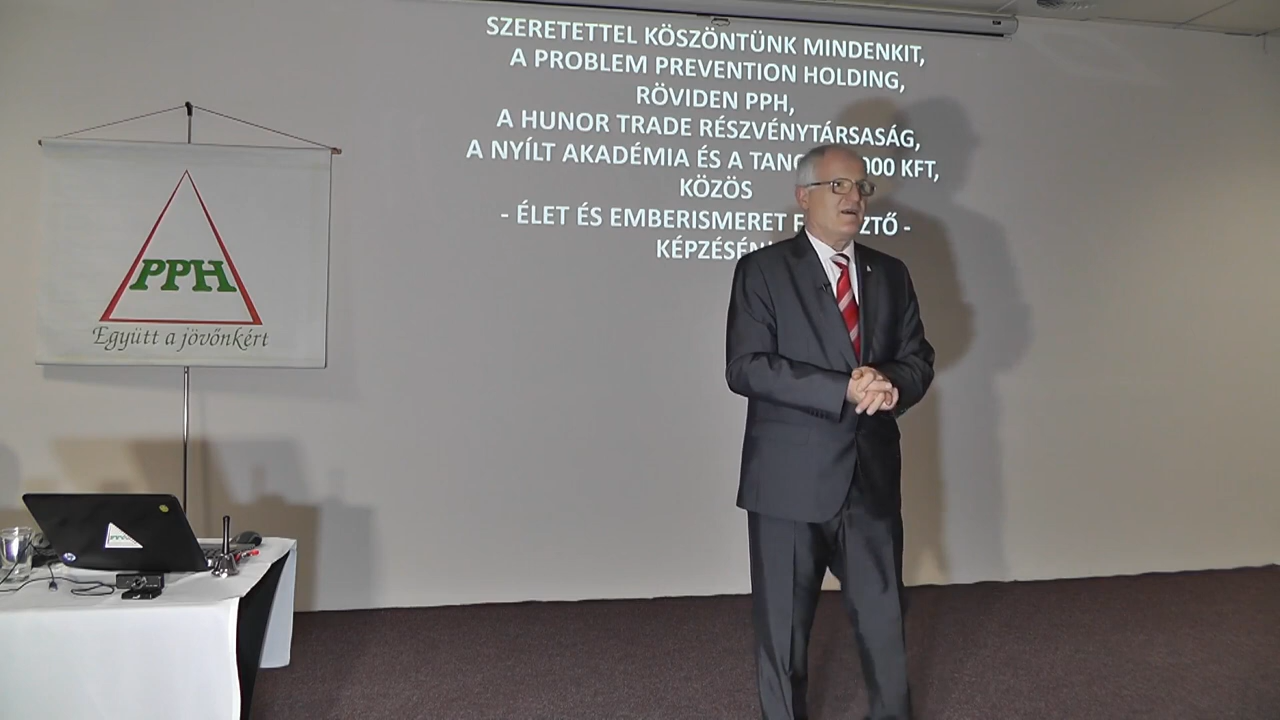 SZERETETTEL KÖSZÖNTÜNK MINDENKIT,
A PROBLEM PREVENTION HOLDING,
RÖVIDEN PPH,
A HUNOR TRADE RÉSZVÉNYTÁRSASÁG,
A NYÍLT AKADÉMIA ÉS A 000 KFT,
KÖZÖS
- ÉLET ÉS EMBERISMERET
PPH
Együtt a jövőnkért